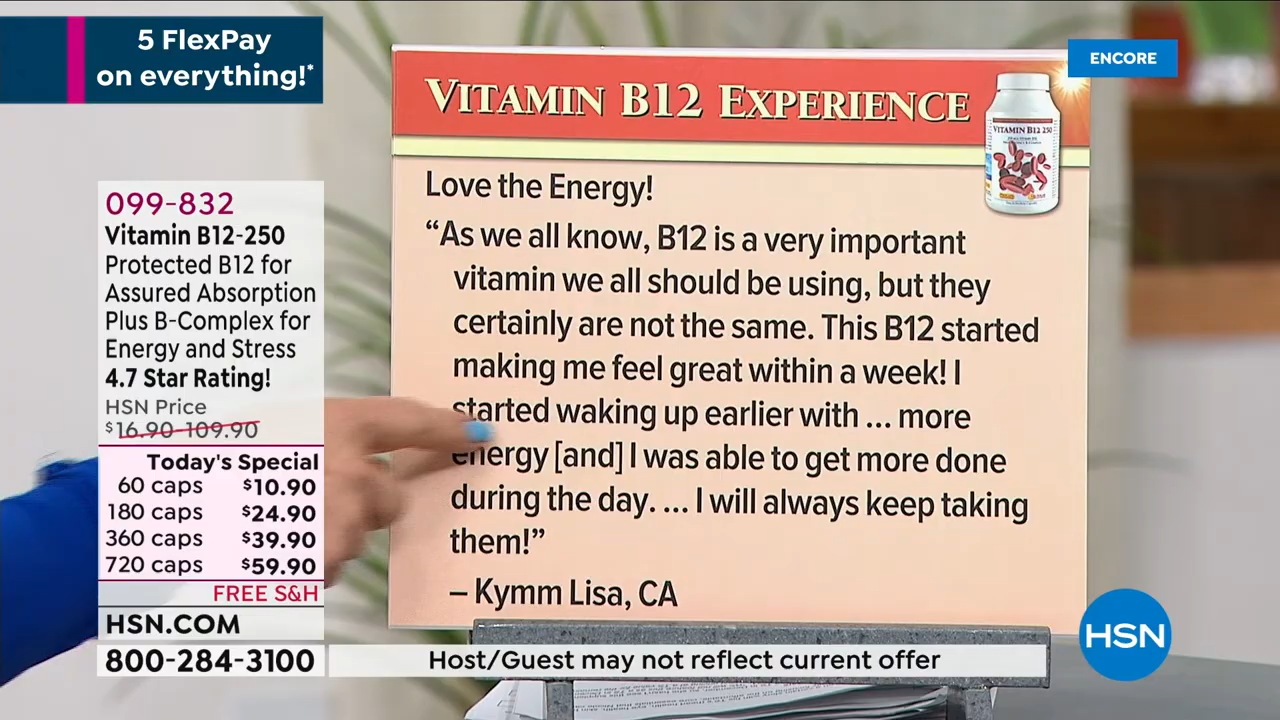 5 FlexPay
on everything!*
ENCORE
VITAMIN B12 EXPERIENCE
VITAMIN B12 250
Love the Energy!
“As we all know, B12 is a very important
vitamin we all should be using, but they
certainly are not the same. This B12 started
making me feel great within a week! I
started waking up earlier with ... more
energy [and] I was able to get more done
during the day. ... I will always keep taking
them!”
– Kymm Lisa, CA
099-832
Vitamin B12-250
Protected B12 for
Assured Absorption
Plus B-Complex for
Energy and Stress
4.7 Star Rating!
HSN Price
$16.90-109.90
Today's Special
60 caps $10.90
180 caps $24.90
360 caps $39.90
720 caps $59.90
FREE S&H
HSN.COM
800-284-3100
Host/Guest may not reflect current offer
HSN